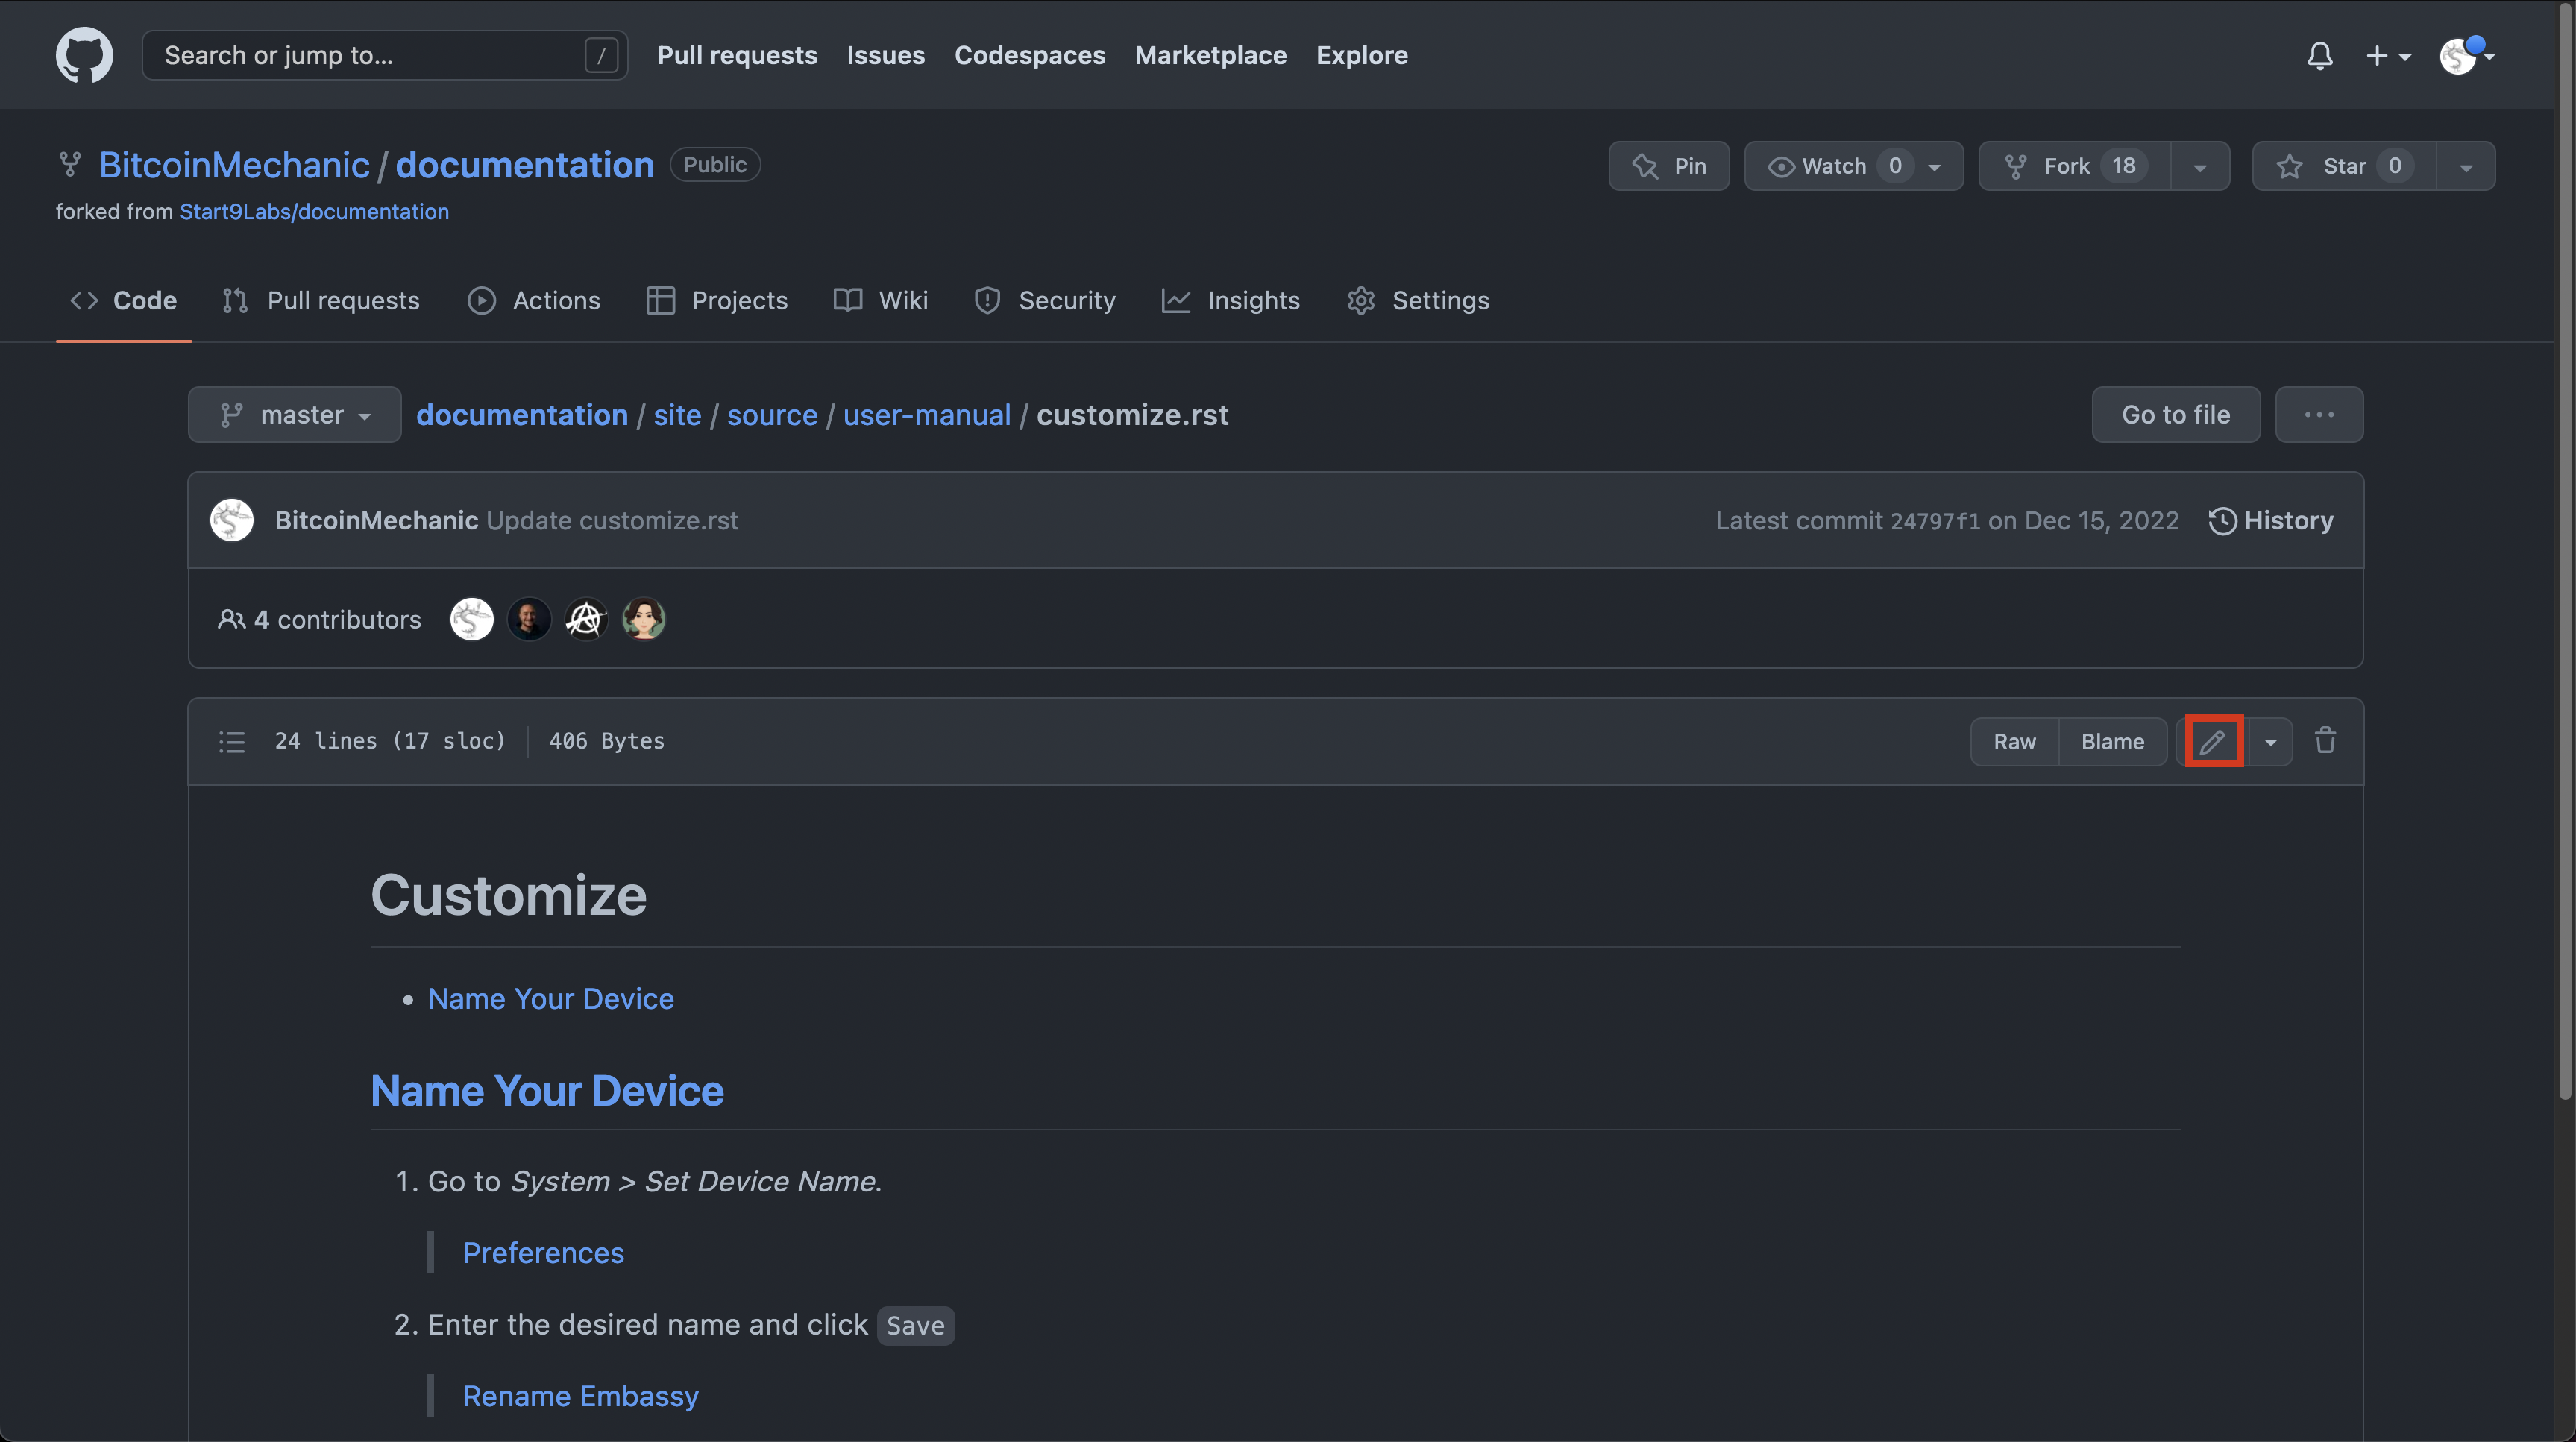 Search or jump to... /
Pull requests Issues Codespaces Marketplace Explore
BitcoinMechanic / documentation Public
Pin Watch 0 Fork 18 Star 0
forked from Start9Labs/documentation
Code Pull requests Actions Projects Wiki Security Insights Settings
master documentation / site / source / user-manual / customize.rst
Go to file ...
BitcoinMechanic Update customize.rst
Latest commit 24797f1 on Dec 15, 2022 History
4 contributors
24 lines (17 sloc) 406 Bytes
Raw Blame
Customize
• Name Your Device
Name Your Device
1. Go to System > Set Device Name.
Preferences
2. Enter the desired name and click Save
Rename Embassy